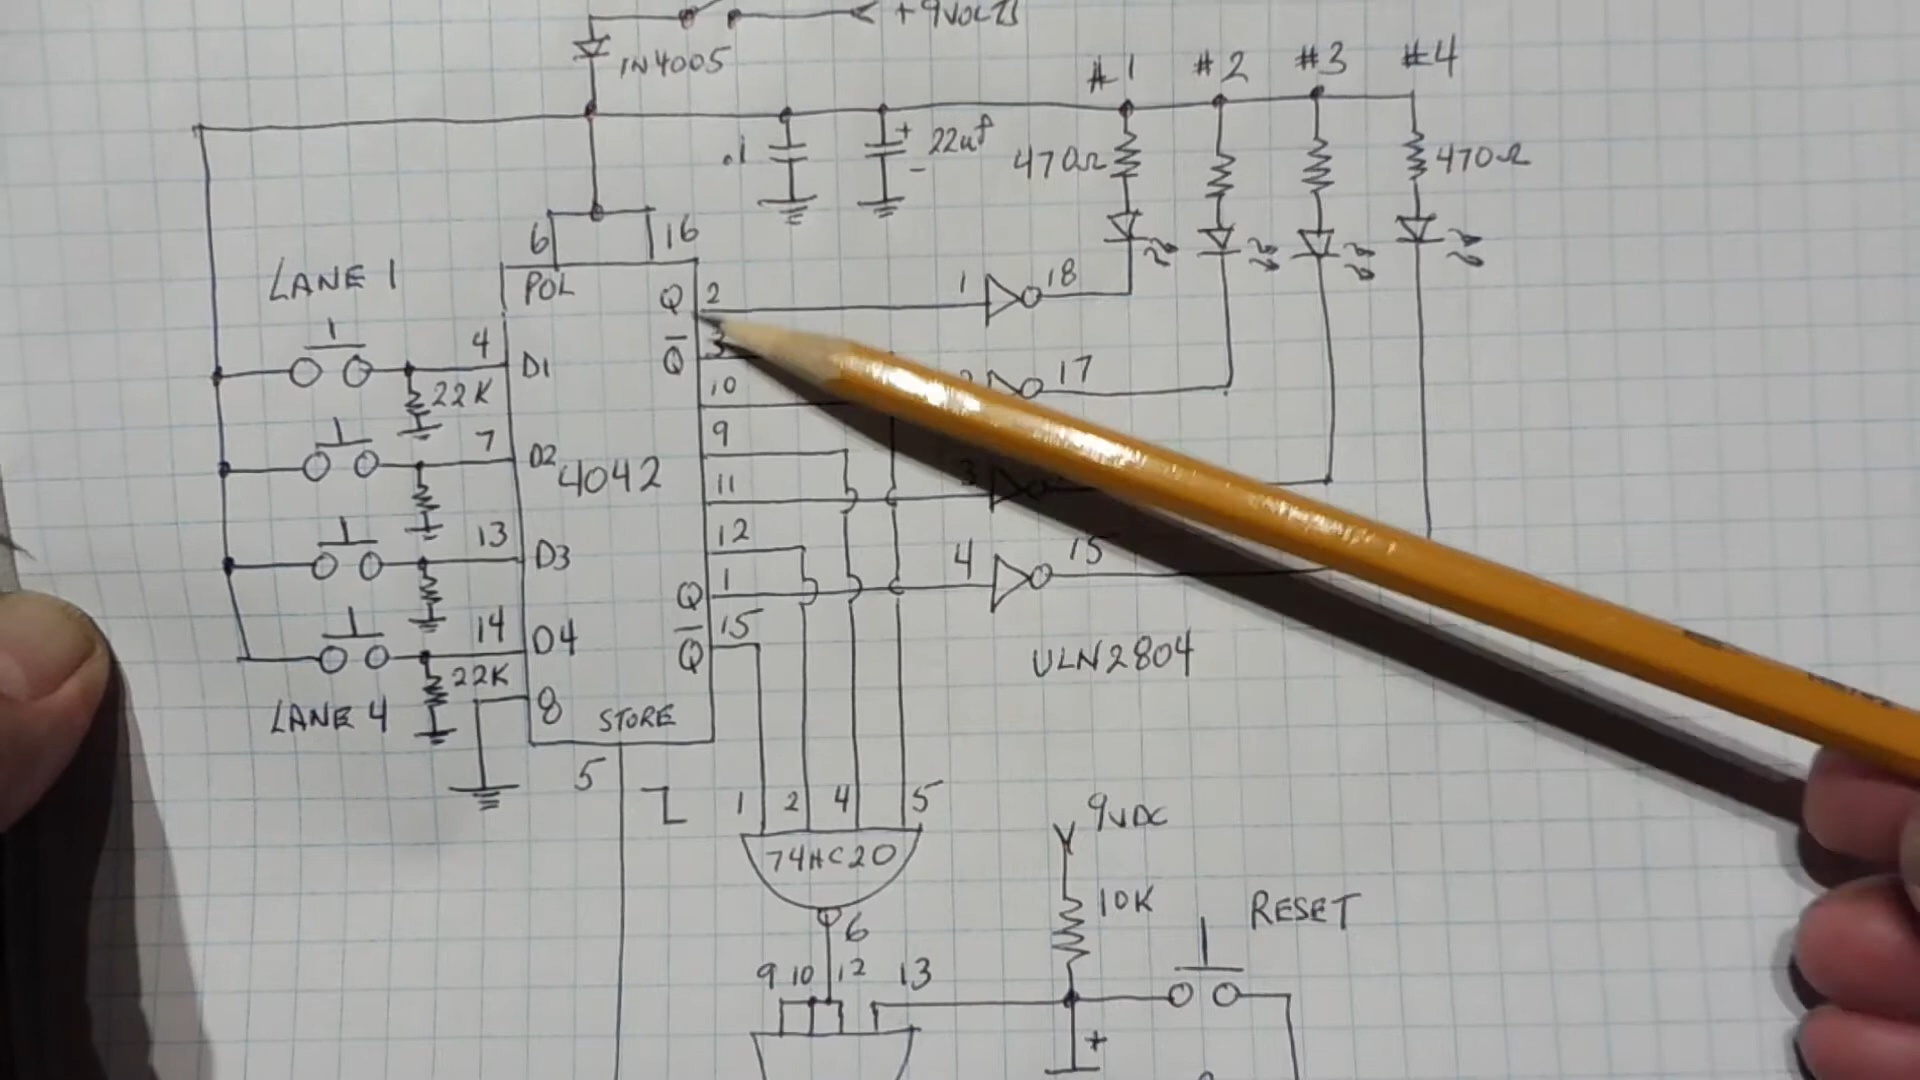 +9VOLTS
IN4005
#1 #2 #3 #4
.1
+ 22uf
-
470Ω
470Ω
6 16
LANE 1
POL
Q 2
1 18
4
D1
Q 3
22K
10
17
7
D2
9
4042
11
3
13
D3
12
4 15
Q 1
14
D4
Q 15
22K
ULN2804
LANE 4
8
STORE
5
1 2 4 5
74HC20
9VDC
6
10K
RESET
9 10 12 13
+